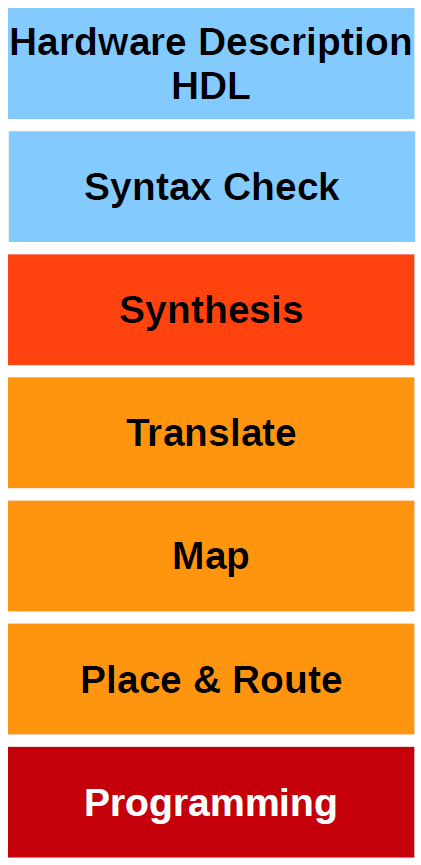 Hardware Description
HDL
Syntax Check
Synthesis
Translate
Map
Place & Route
Programming